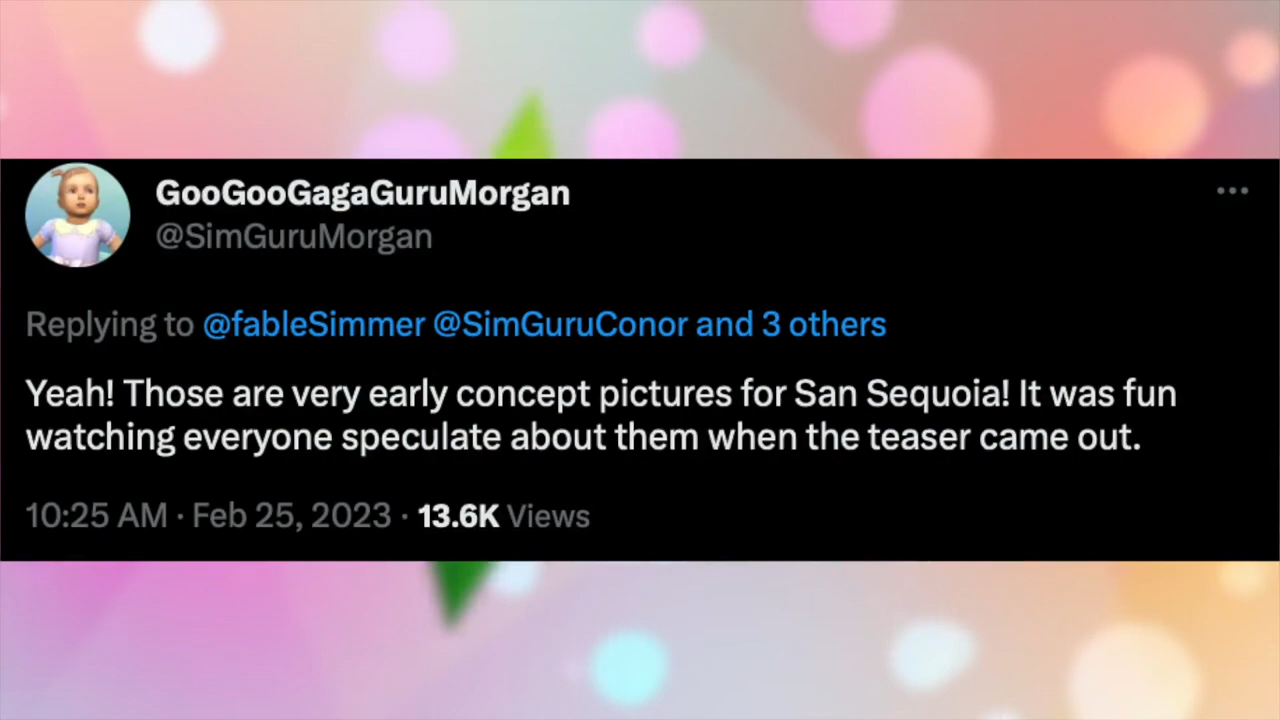 GooGooGagaGuruMorgan
@SimGuruMorgan
Replying to @fableSimmer @SimGuruConor and 3 others
Yeah! Those are very early concept pictures for San Sequoia! It was fun
watching everyone speculate about them when the teaser came out.
10:25 AM · Feb 25, 2023 · 13.6K Views